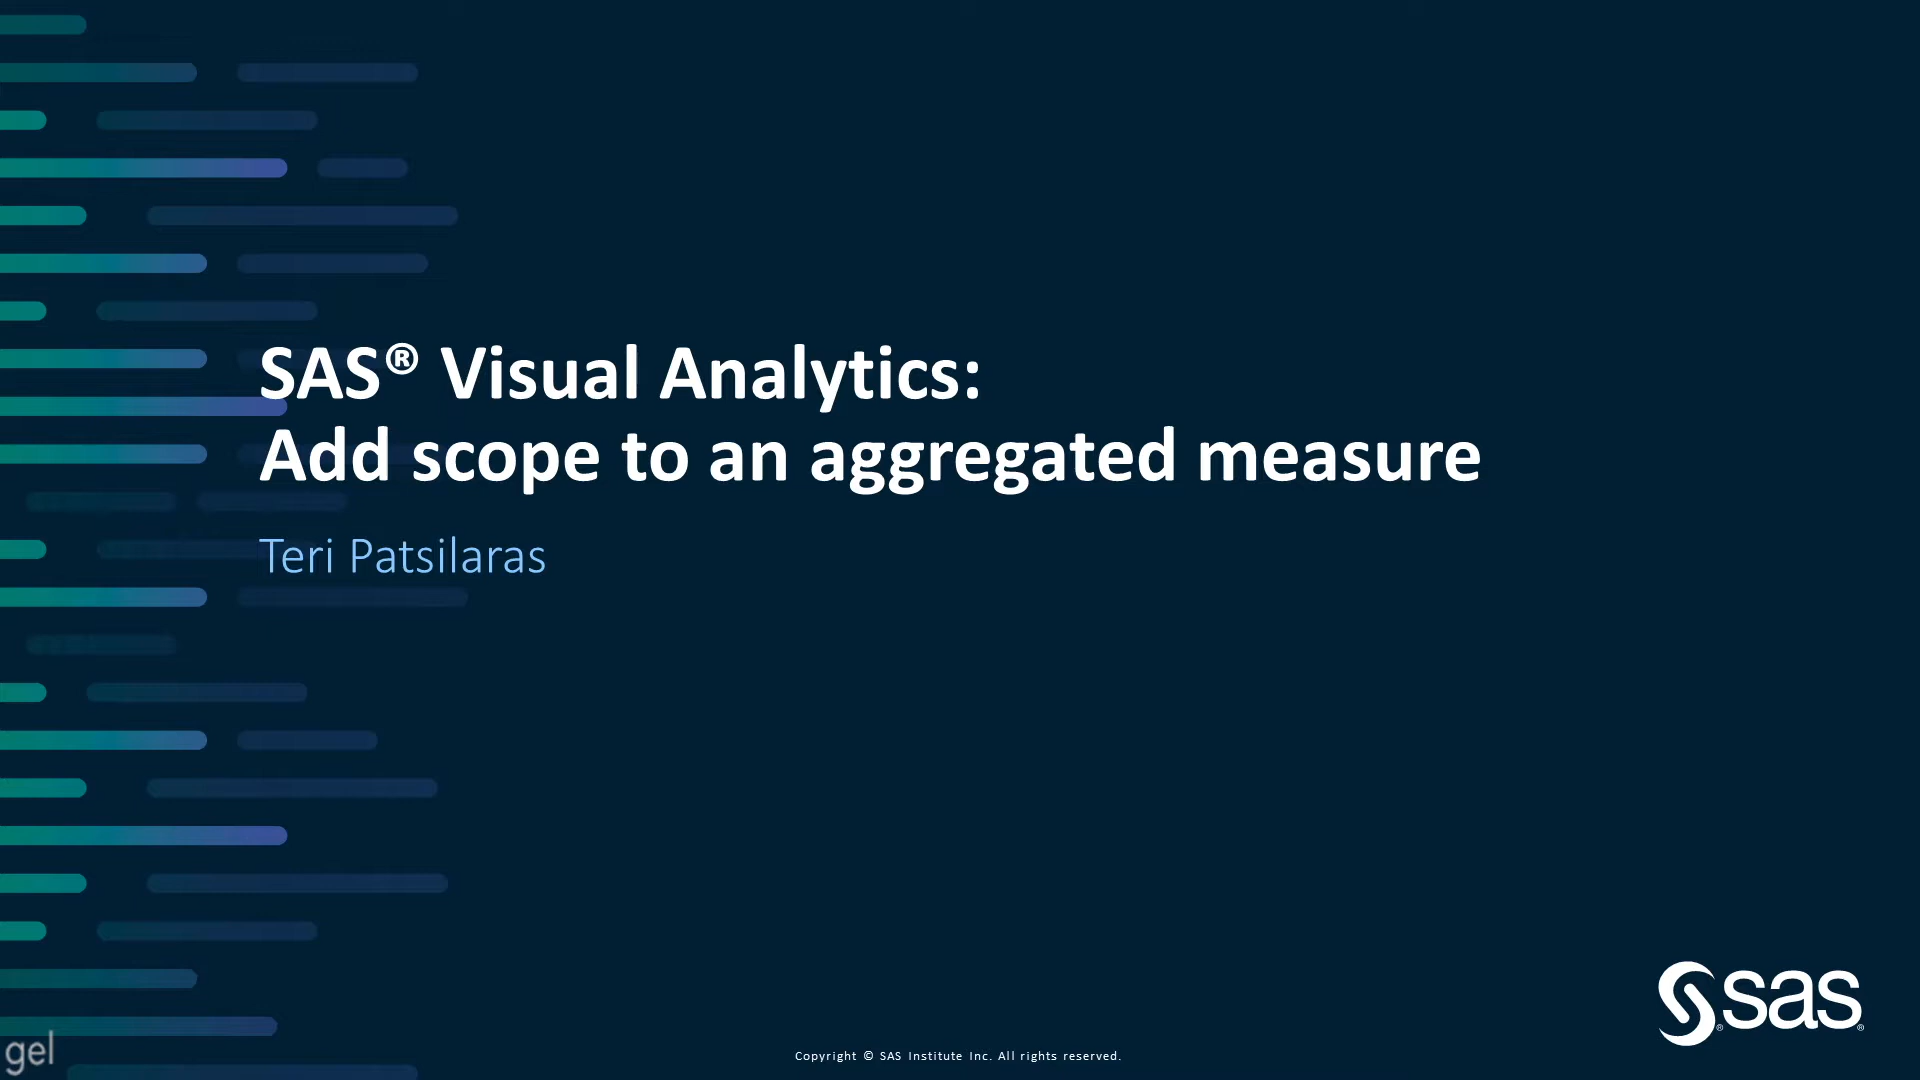 SAS® Visual Analytics:
Add scope to an aggregated measure
Teri Patsilaras
sas®
gel
Copyright © SAS Institute Inc. All rights reserved.